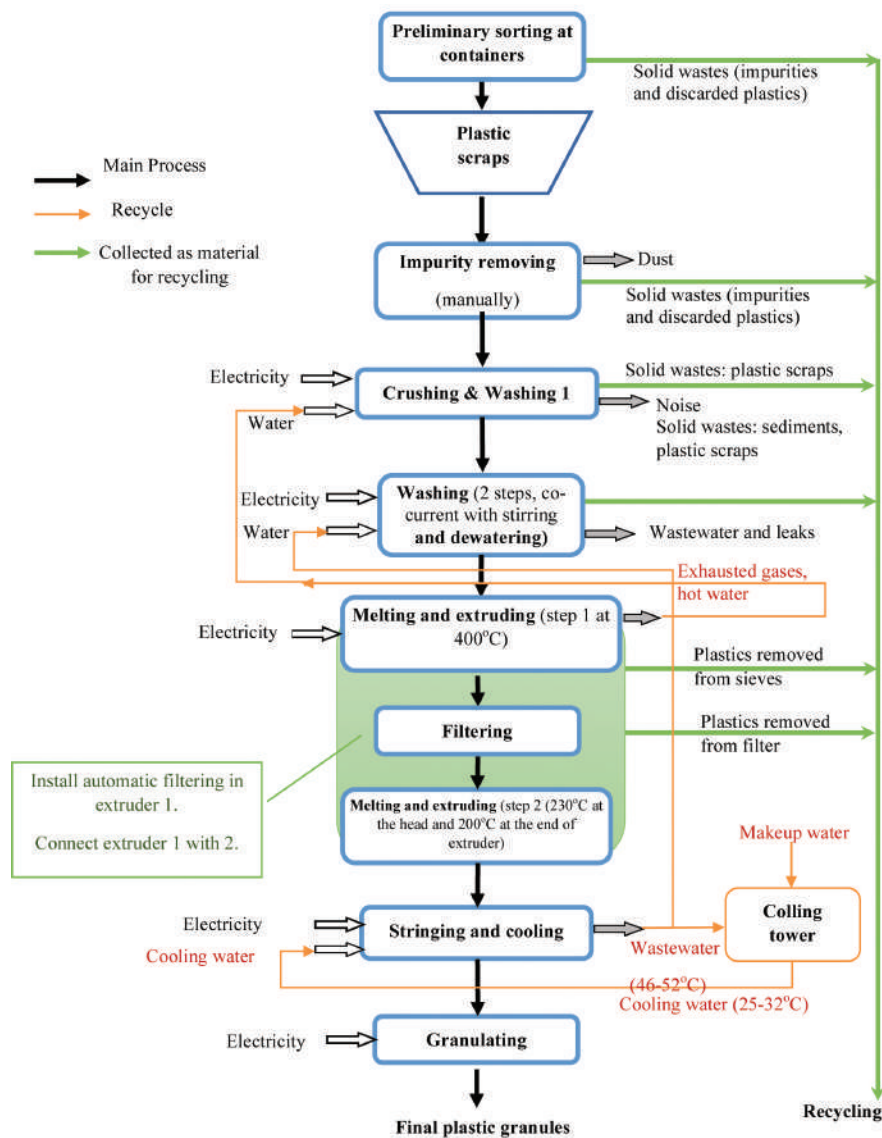 Preliminary sorting at
containers
Solid wastes (impurities
and discarded plastics)
Plastic
scraps
Main Process
Recycle
Collected as material
for recycling
Impurity removing
(manually)
Dust
Solid wastes (impurities
and discarded plastics)
Electricity
Water
Crushing & Washing 1
Solid wastes: plastic scraps
Noise
Solid wastes: sediments,
plastic scraps
Electricity
Water
Washing (2 steps, co-
current with stirring
and dewatering)
Wastewater and leaks
Exhausted gases,
hot water
Electricity
Melting and extruding (step 1 at
400°C)
Plastics removed
from sieves
Filtering
Plastics removed
from filter
Install automatic filtering in
extruder 1.
Connect extruder 1 with 2.
Melting and extruding (step 2 (230°C at
the head and 200°C at the end of
extruder)
Makeup water
Electricity
Cooling water
Stringing and cooling
Wastewater
Colling
tower
(46-52°C)
Cooling water (25-32°C)
Electricity
Granulating
Final plastic granules
Recycling